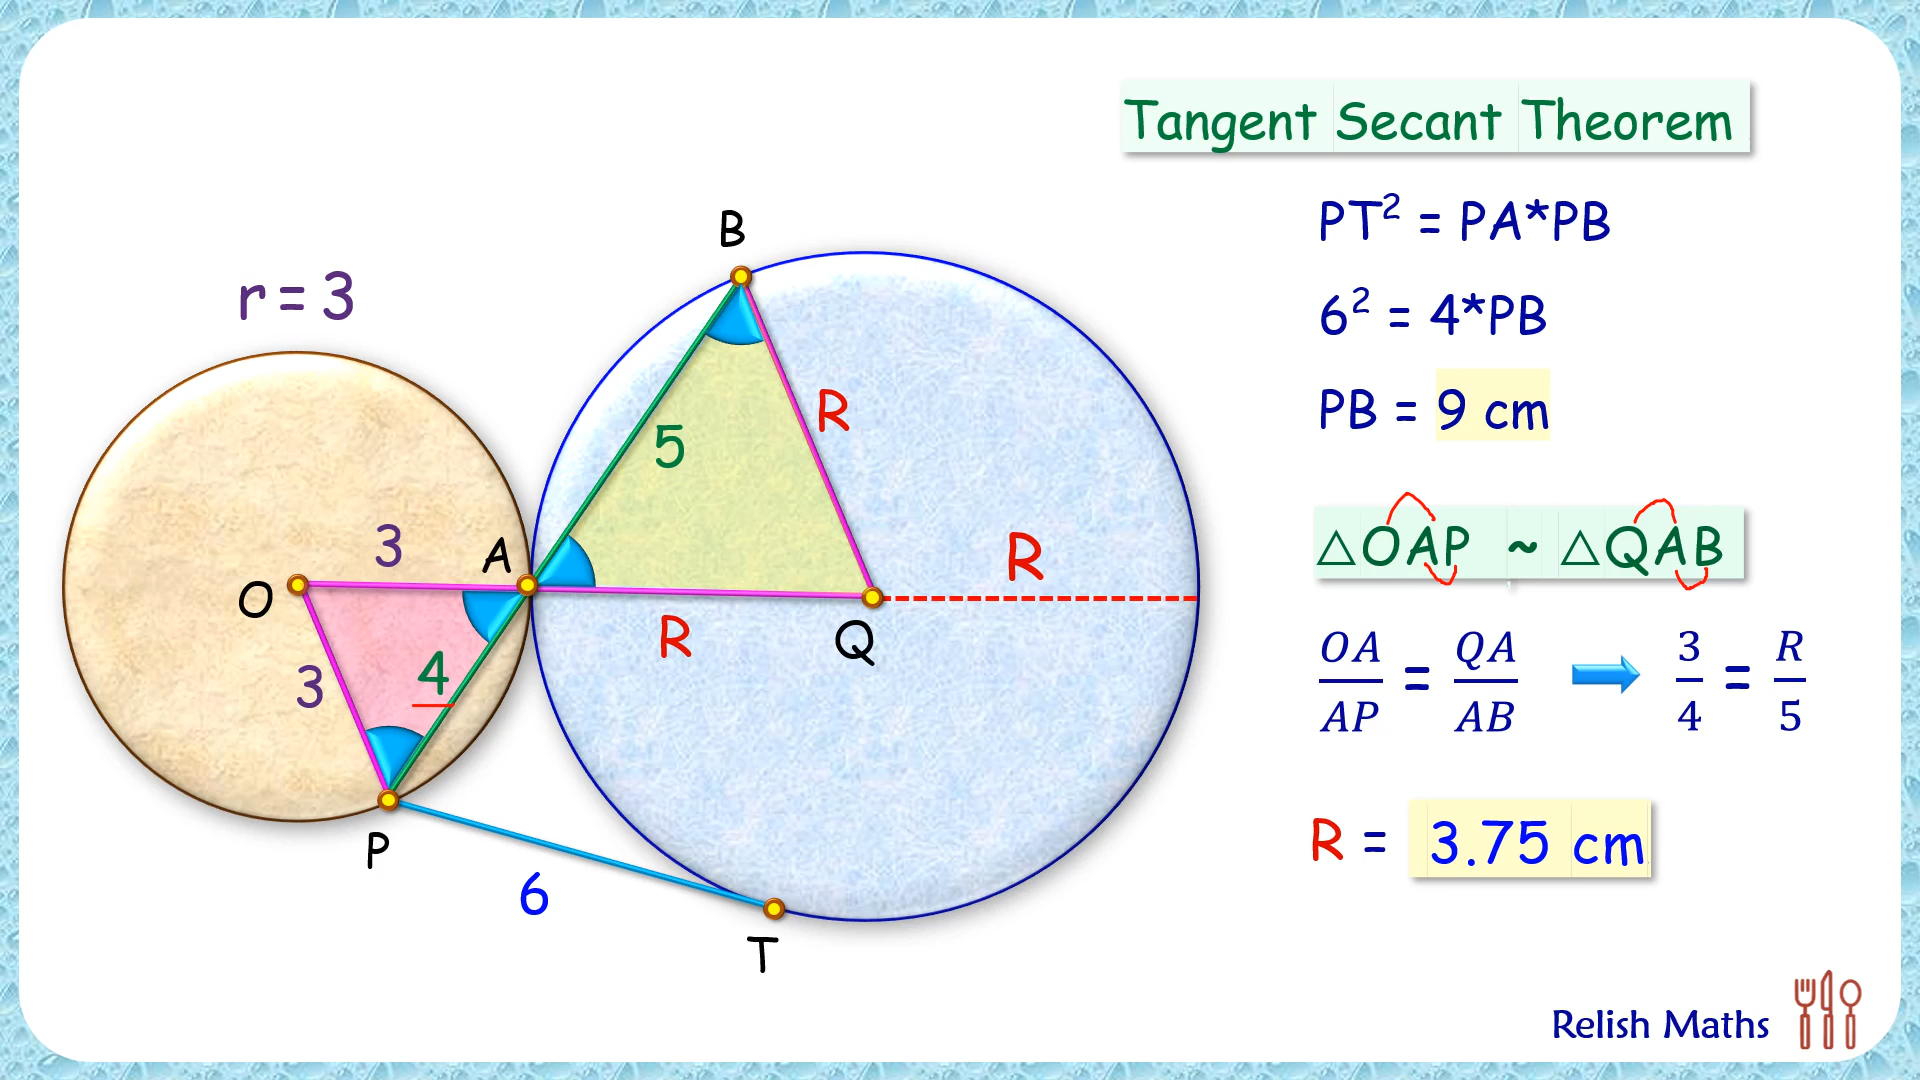 Tangent Secant Theorem
PT² = PA*PB
6² = 4*PB
PB = 9 cm
△OAP ~ △QAB
OA/AP = QA/AB ➡ 3/4 = R/5
R = 3.75 cm
r = 3
B
R
5
3
A
R
O
R
Q
3
4
P
6
T
Relish Maths